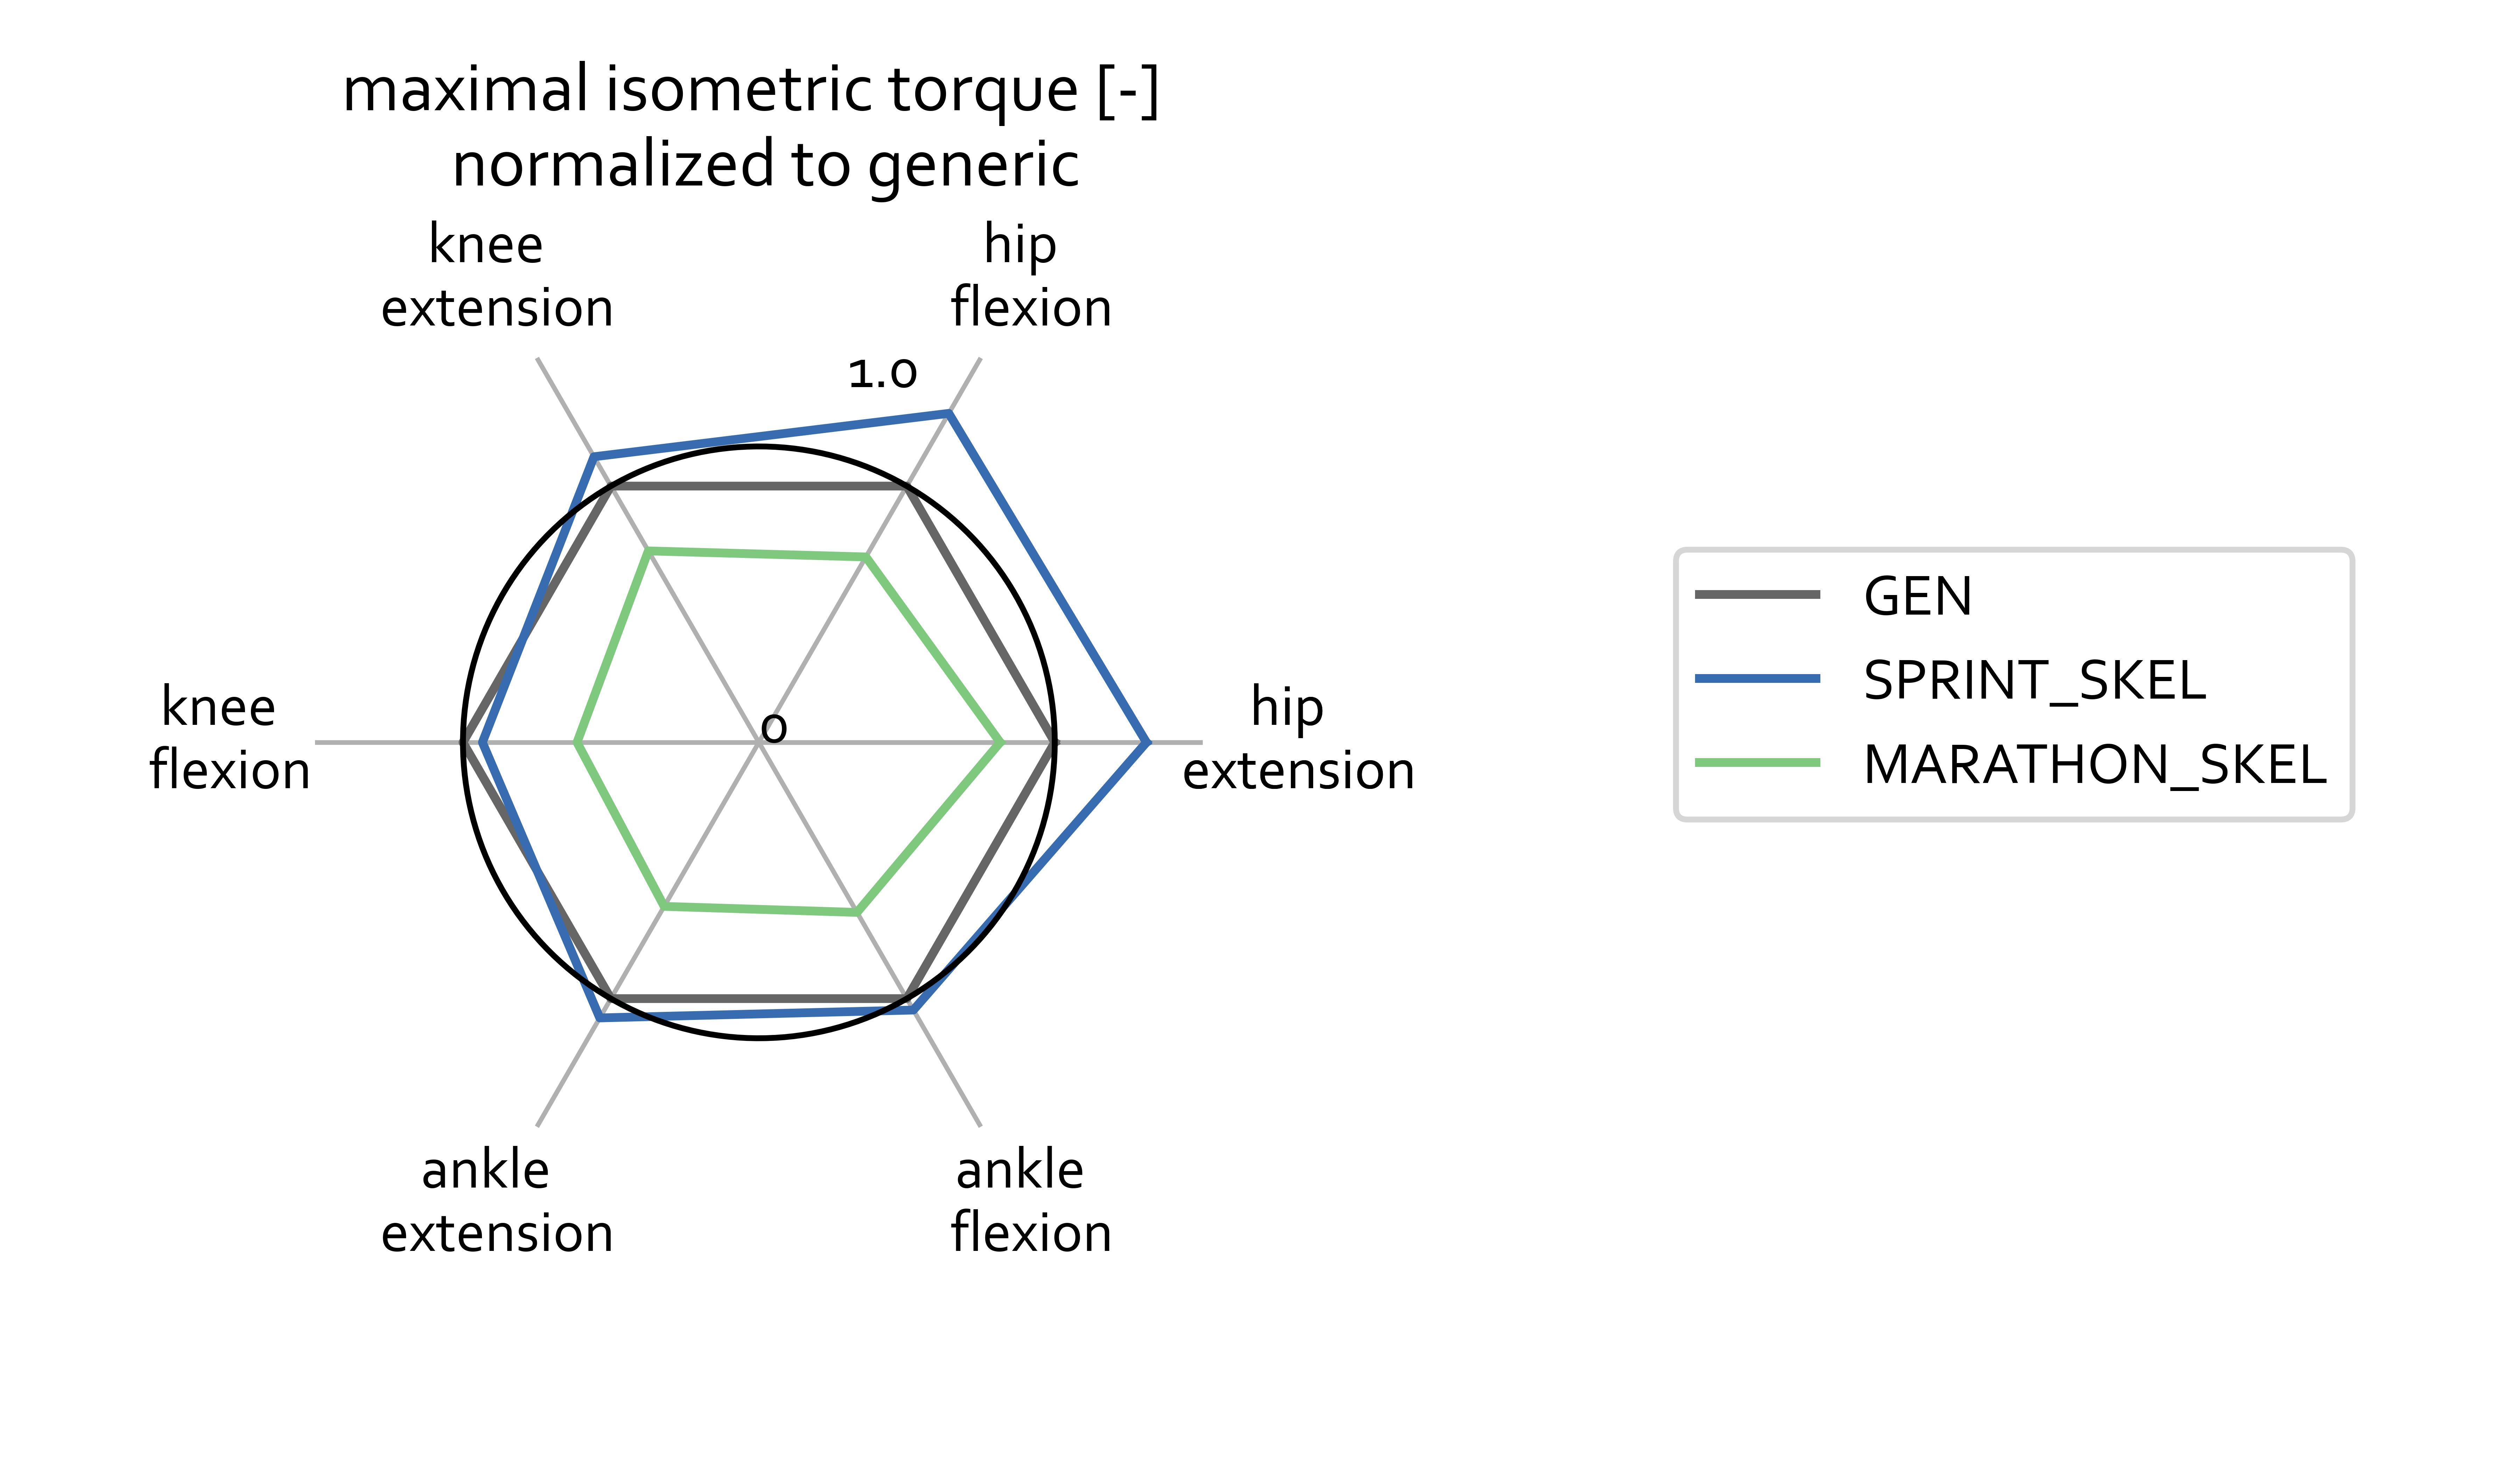 maximal isometric torque [-]
normalized to generic
knee
extension
hip
flexion
1.0
knee
flexion
0
hip
extension
ankle
extension
ankle
flexion
GEN
SPRINT_SKEL
MARATHON_SKEL